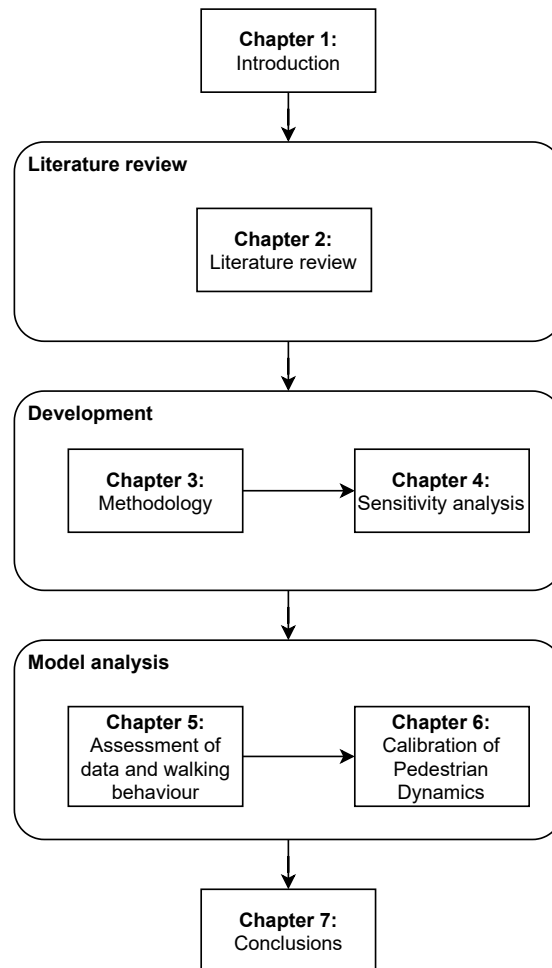 Chapter 1:
Introduction
Literature review
Chapter 2:
Literature review
Development
Chapter 3:
Methodology
Chapter 4:
Sensitivity analysis
Model analysis
Chapter 5:
Assessment of
data and walking
behaviour
Chapter 6:
Calibration of
Pedestrian
Dynamics
Chapter 7:
Conclusions